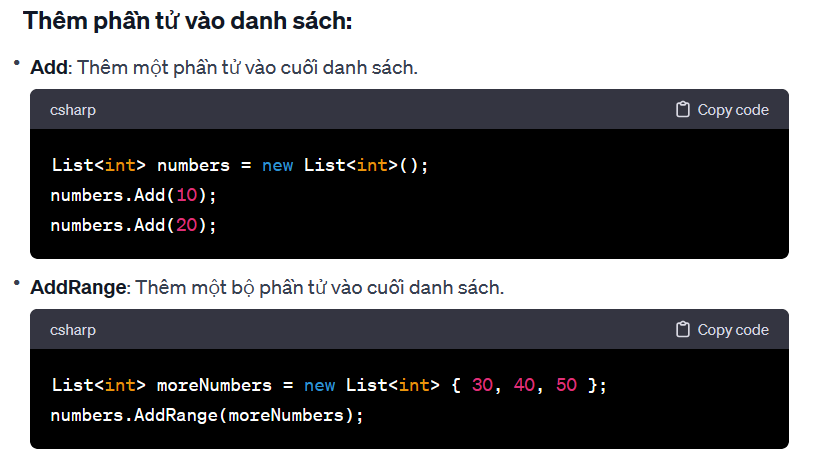 Thêm phần tử vào danh sách:
• Add: Thêm một phần tử vào cuối danh sách.
csharp Copy code
List<int> numbers = new List<int>();
numbers.Add(10);
numbers.Add(20);
• AddRange: Thêm một bộ phần tử vào cuối danh sách.
csharp Copy code
List<int> moreNumbers = new List<int> { 30, 40, 50 };
numbers.AddRange(moreNumbers);